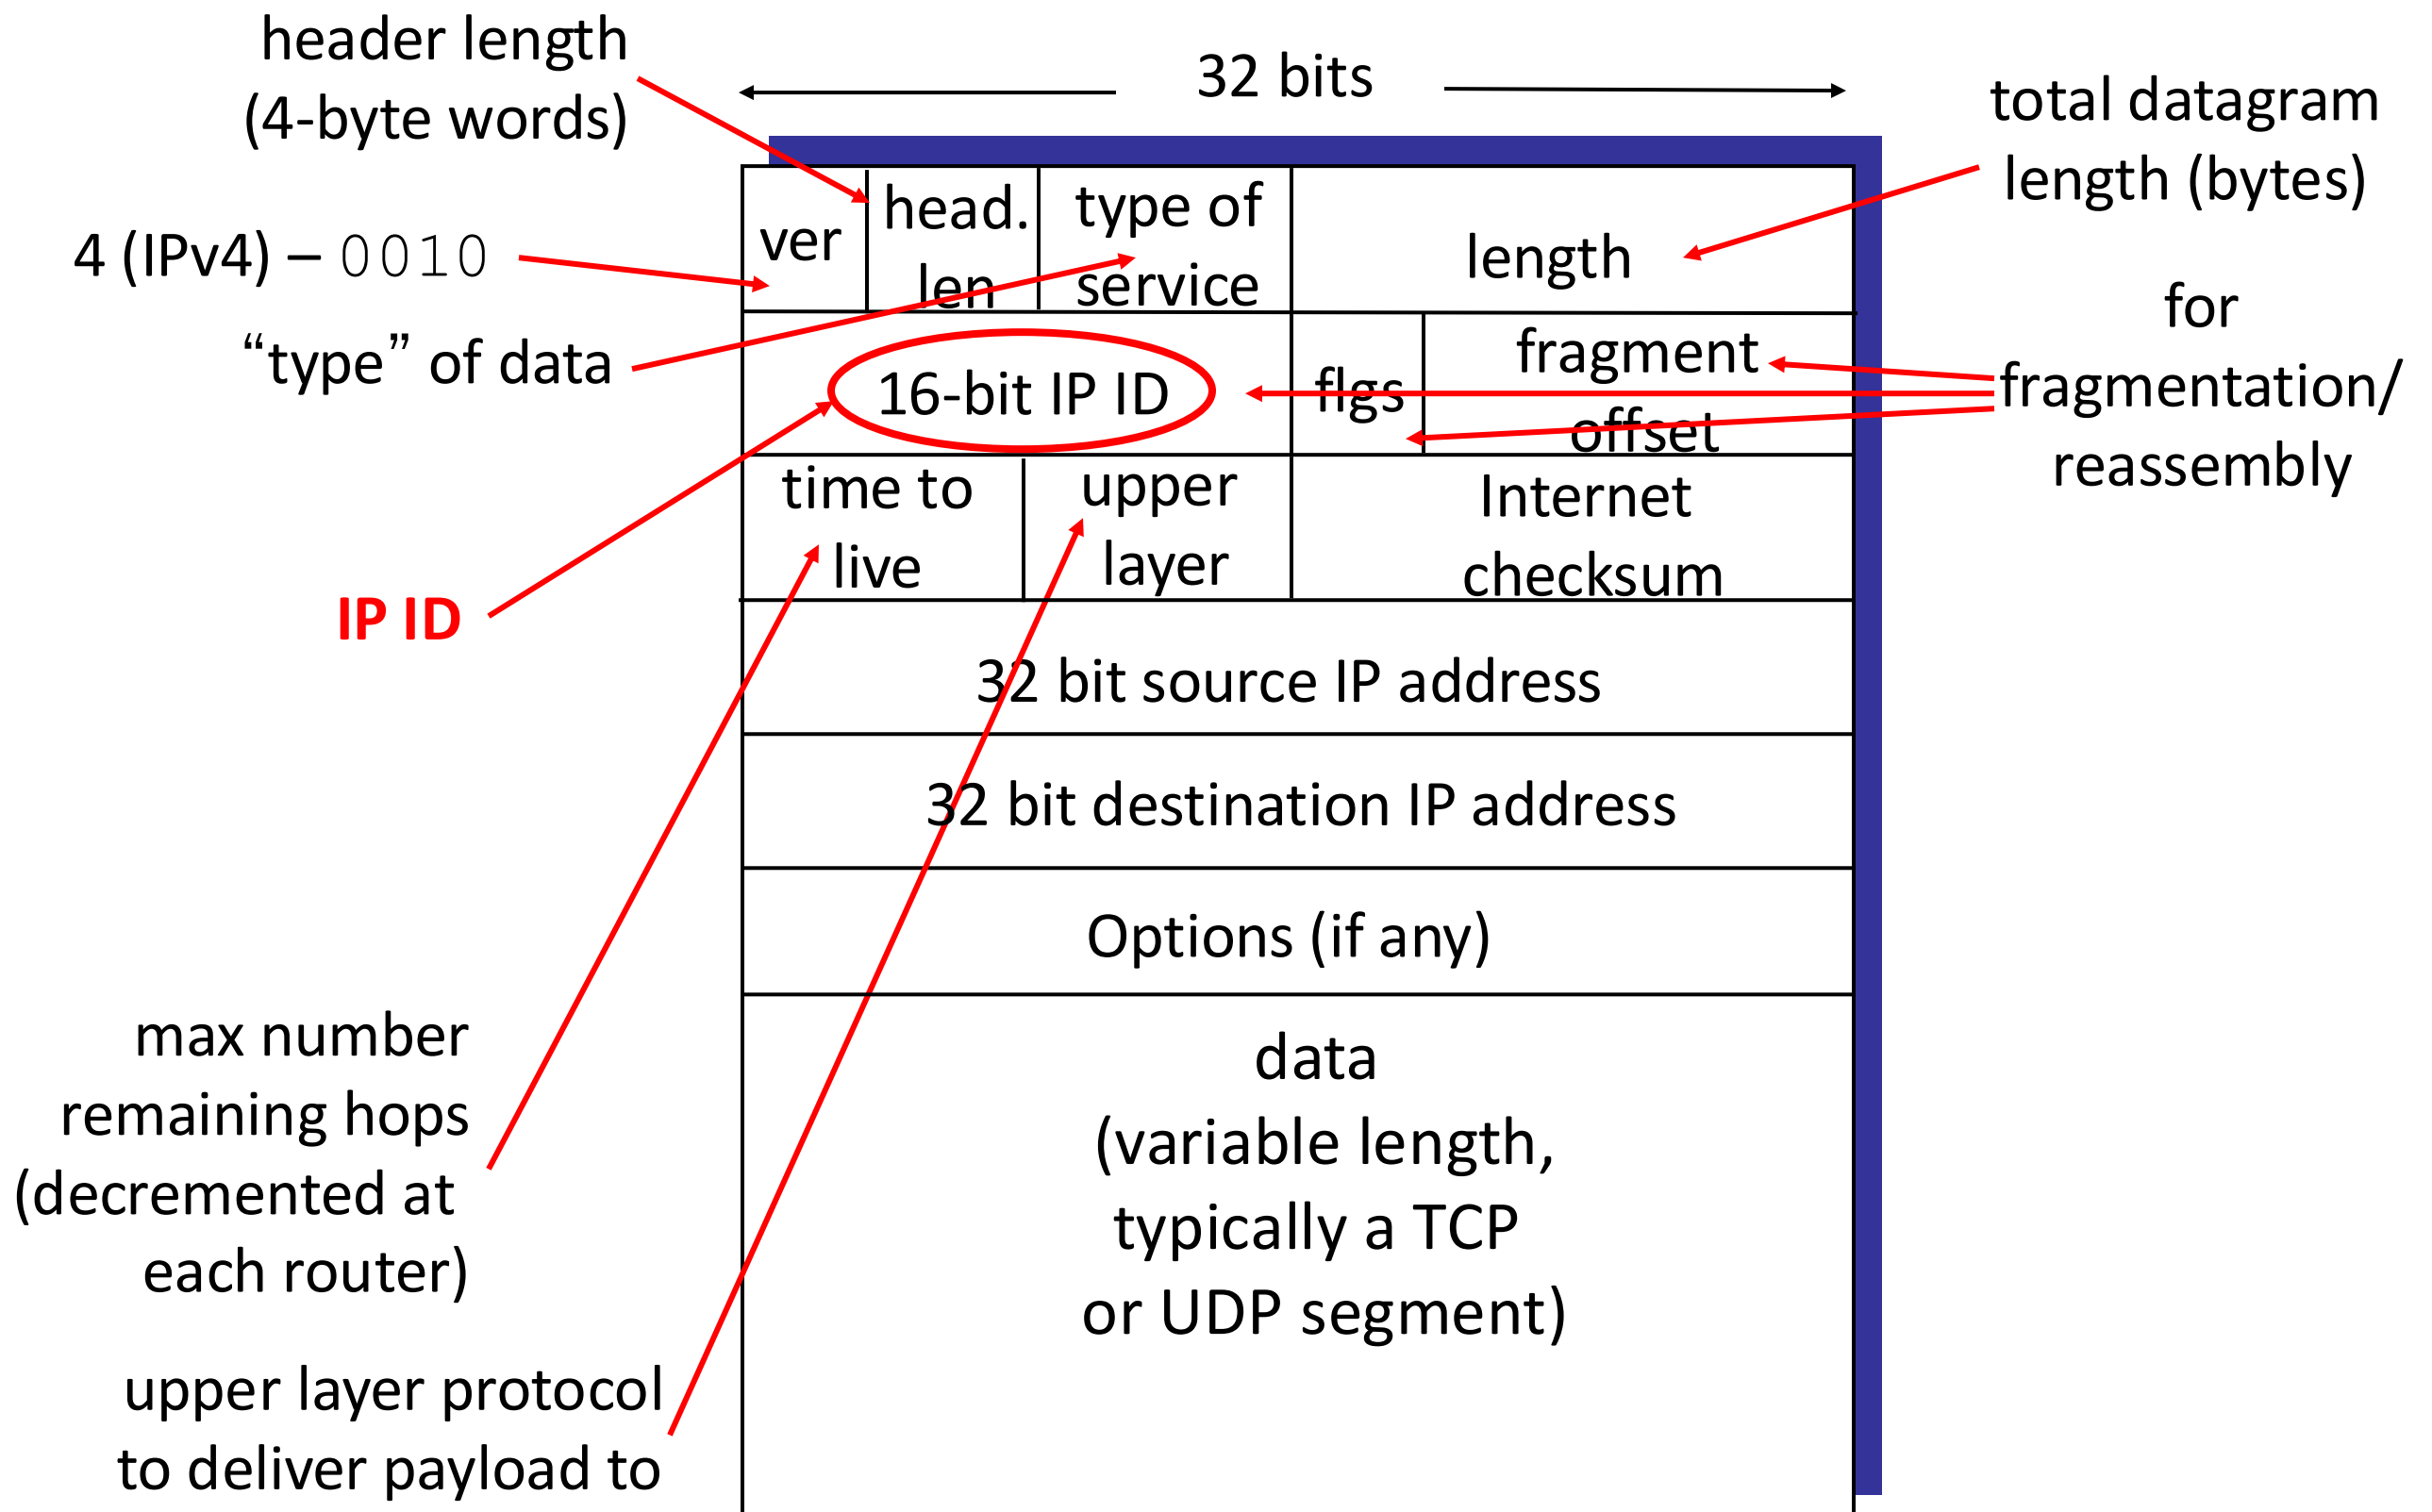 header length
(4-byte words)
32 bits
total datagram
length (bytes)
4 (IPv4) – 0010
"type" of data
ver
head.
len
type of
service
length
for
fragmentation/
reassembly
16-bit IP ID
flgs
fragment
offset
time to
live
upper
layer
Internet
checksum
IP ID
32 bit source IP address
32 bit destination IP address
Options (if any)
max number
remaining hops
(decremented at
each router)
data
(variable length,
typically a TCP
or UDP segment)
upper layer protocol
to deliver payload to